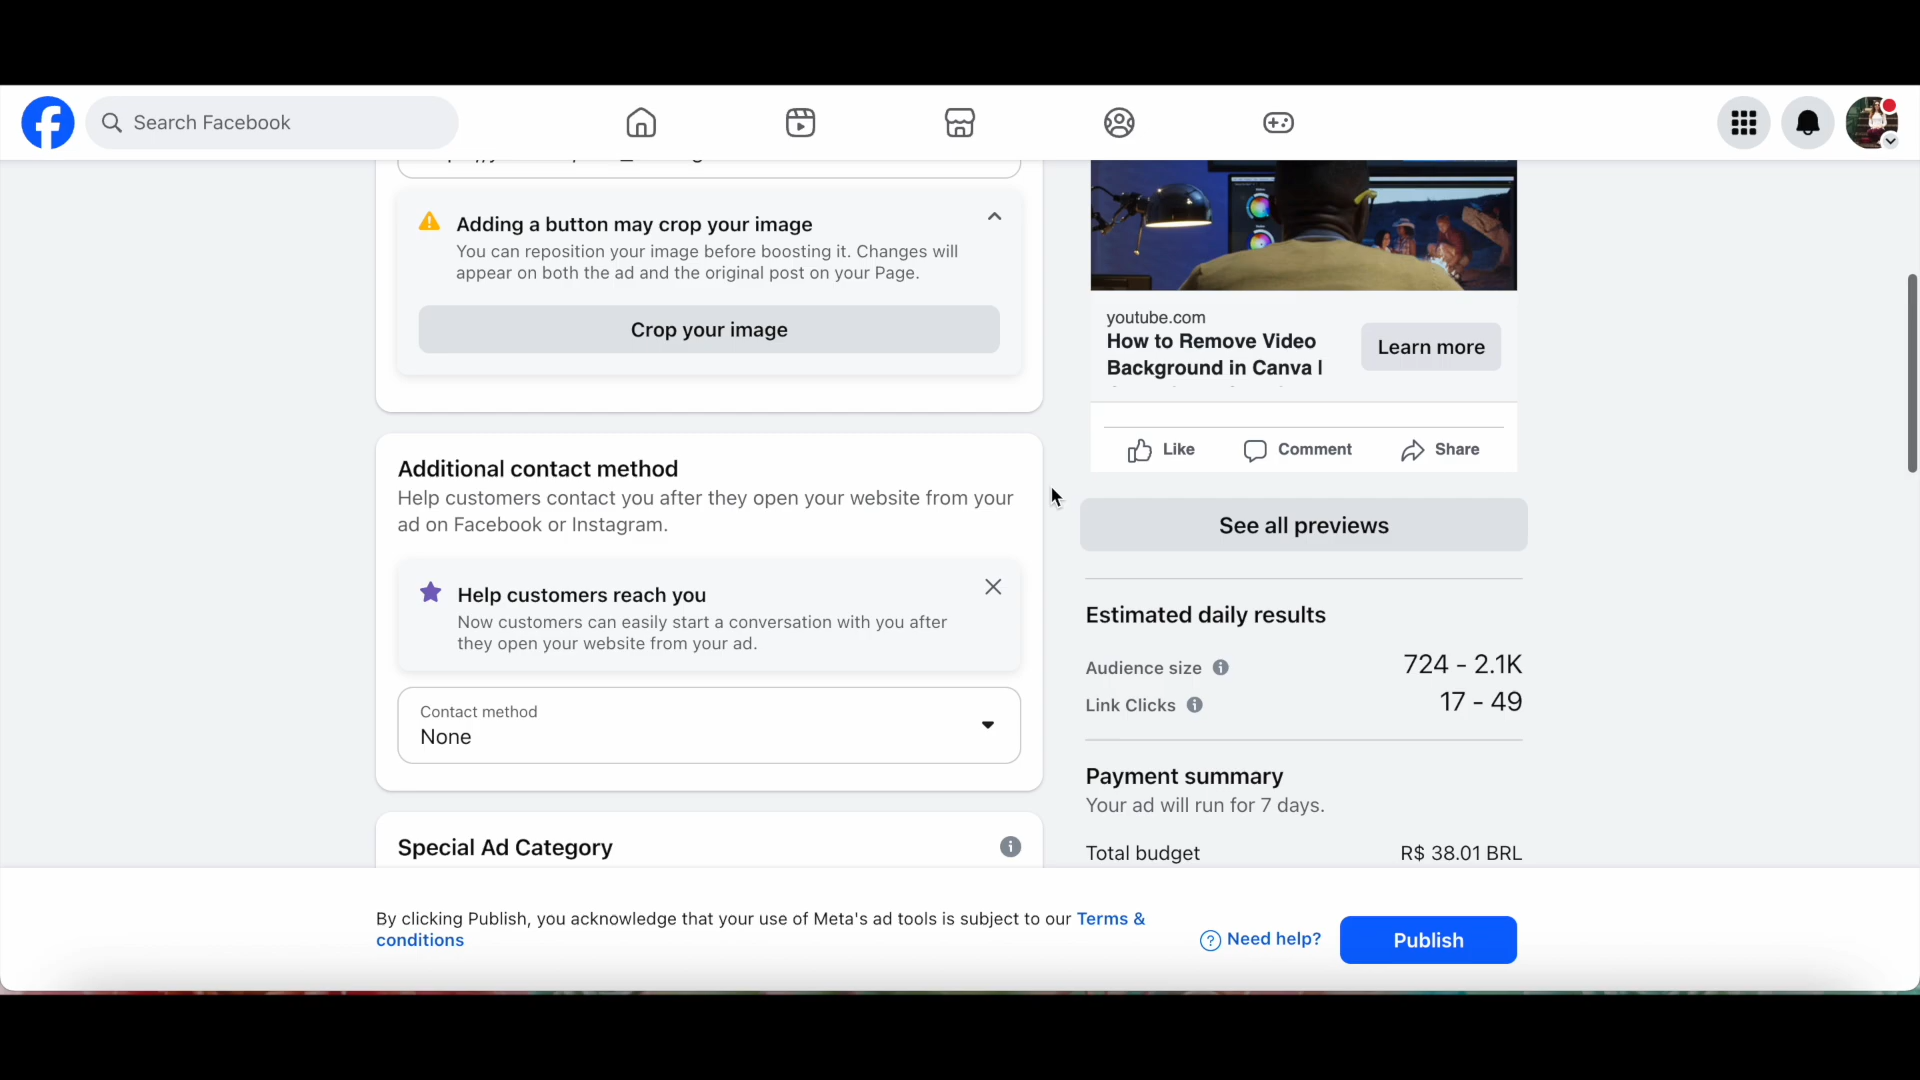 Search Facebook
Adding a button may crop your image
You can reposition your image before boosting it. Changes will
appear on both the ad and the original post on your Page.
Crop your image
Additional contact method
Help customers contact you after they open your website from your
ad on Facebook or Instagram.
Help customers reach you
Now customers can easily start a conversation with you after
they open your website from your ad.
Contact method
None
Special Ad Category
youtube.com
How to Remove Video
Background in Canva |
Learn more
Like
Comment
Share
See all previews
Estimated daily results
Audience size
724 - 2.1K
Link Clicks
17 - 49
Payment summary
Your ad will run for 7 days.
Total budget
R$ 38.01 BRL
By clicking Publish, you acknowledge that your use of Meta's ad tools is subject to our Terms &
conditions
Need help?
Publish